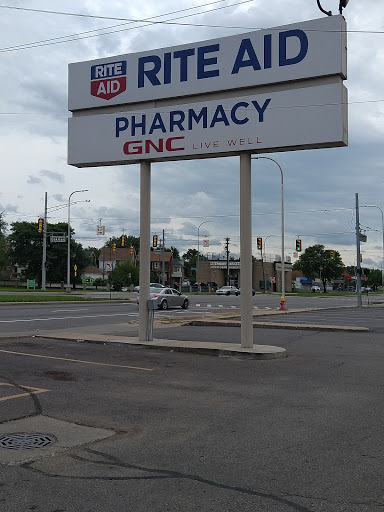 RITE
AID
RITE AID
PHARMACY
GNC LIVE WELL